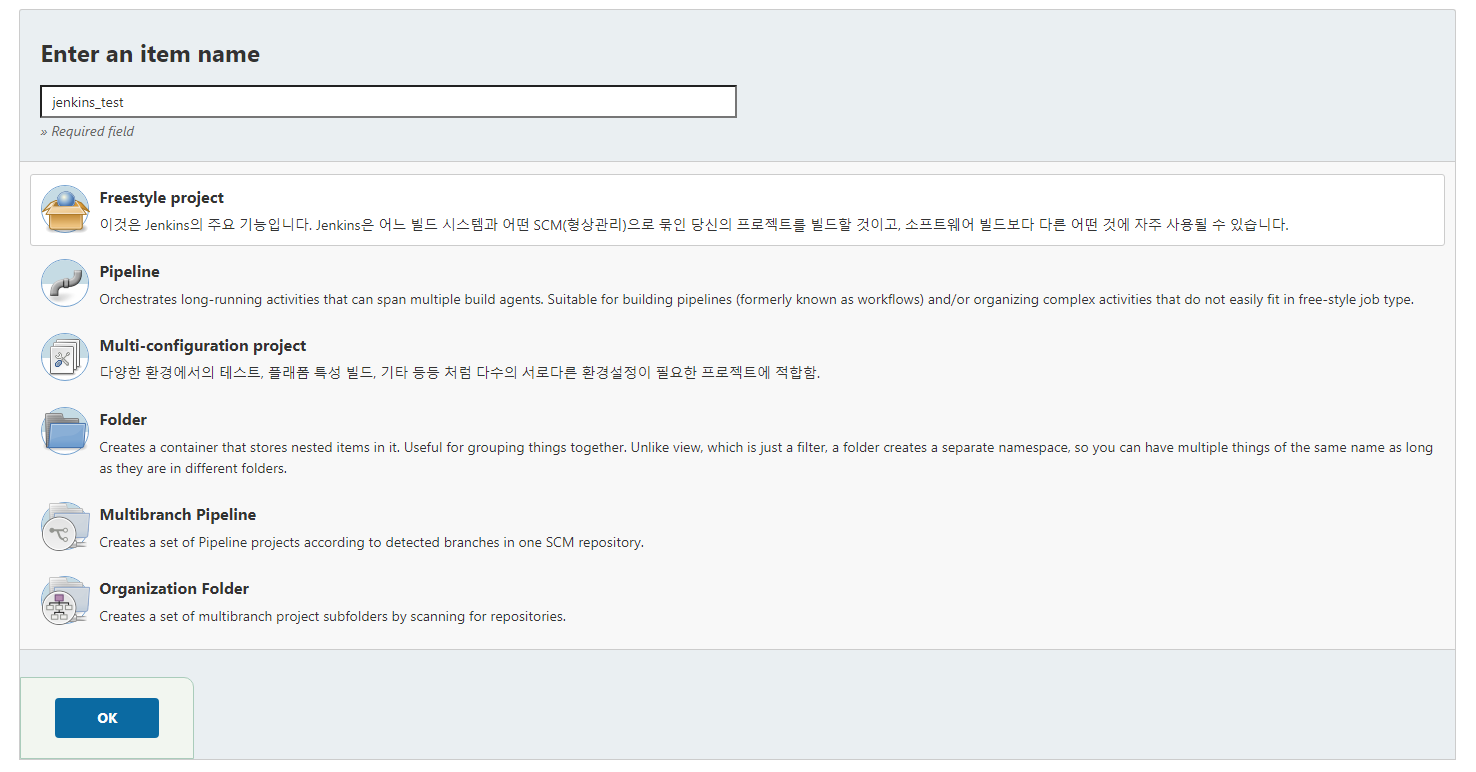 Enter an item name
jenkins_test
» Required field
Freestyle project
이것은 Jenkins의 주요 기능입니다. Jenkins은 어느 빌드 시스템과 어떤 SCM(형상관리)으로 묶인 당신의 프로젝트를 빌드할 것이고, 소프트웨어 빌드보다 다른 어떤 것에 자주 사용될 수 있습니다.
Pipeline
Orchestrates long-running activities that can span multiple build agents. Suitable for building pipelines (formerly known as workflows) and/or organizing complex activities that do not easily fit in free-style job type.
Multi-configuration project
다양한 환경에서의 테스트, 플래폼 특성 빌드, 기타 등등 처럼 다수의 서로다른 환경설정이 필요한 프로젝트에 적합함.
Folder
Creates a container that stores nested items in it. Useful for grouping things together. Unlike view, which is just a filter, a folder creates a separate namespace, so you can have multiple things of the same name as long
as they are in different folders.
Multibranch Pipeline
Creates a set of Pipeline projects according to detected branches in one SCM repository.
Organization Folder
Creates a set of multibranch project subfolders by scanning for repositories.
OK